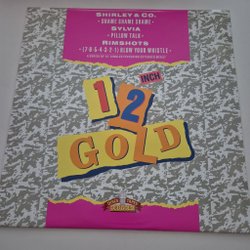 SHIRLEY & CO.
- SHAME SHAME SHAME -
SYLVIA
- PILLOW TALK -
RIMSHOTS
- (7-6-5-4-3-2-1) BLOW YOUR WHISTLE -
12 INCH
GOLD